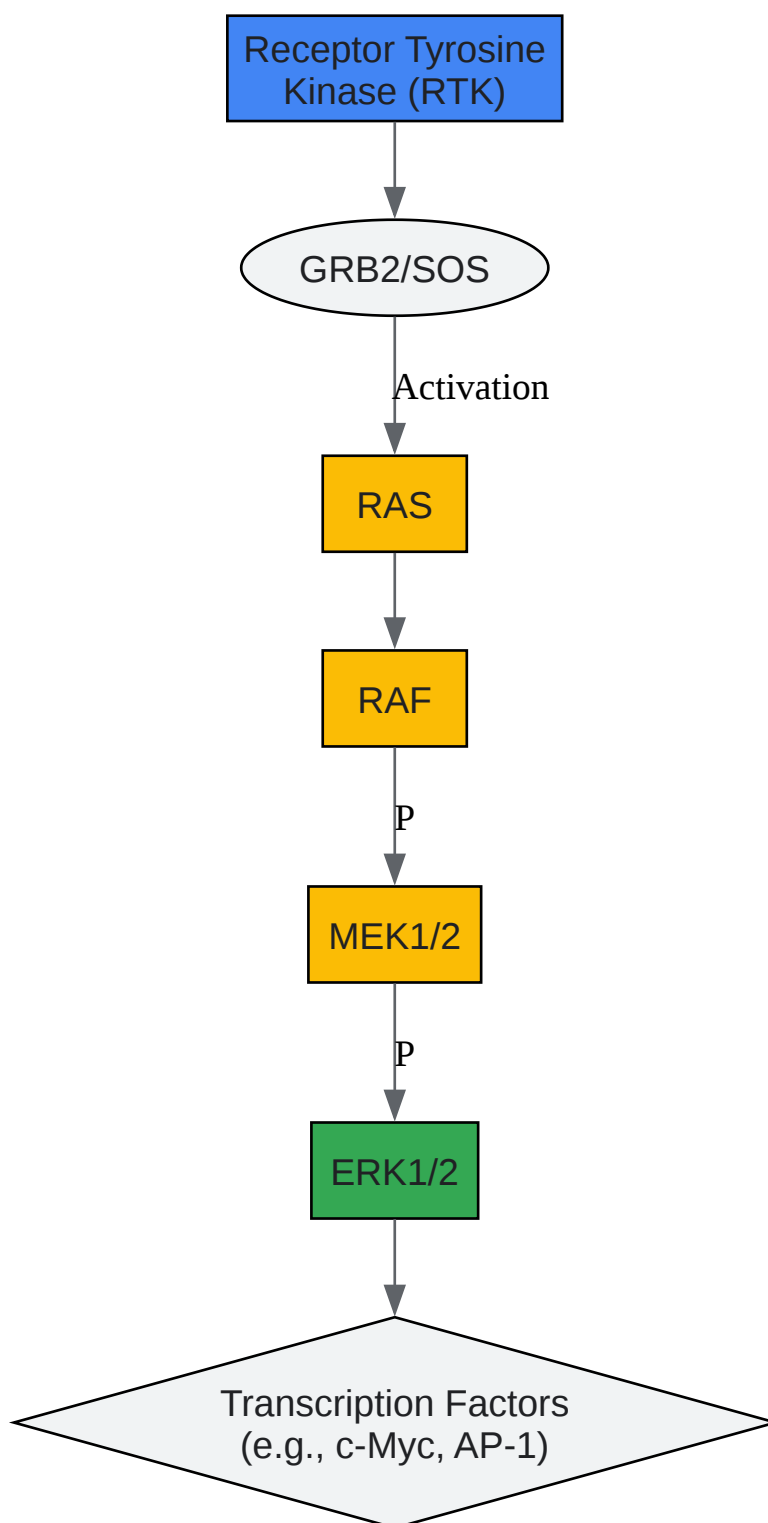 Receptor Tyrosine
Kinase (RTK)
GRB2/SOS
Activation
RAS
RAF
P
MEK1/2
P
ERK1/2
Transcription Factors
(e.g., c-Myc, AP-1)